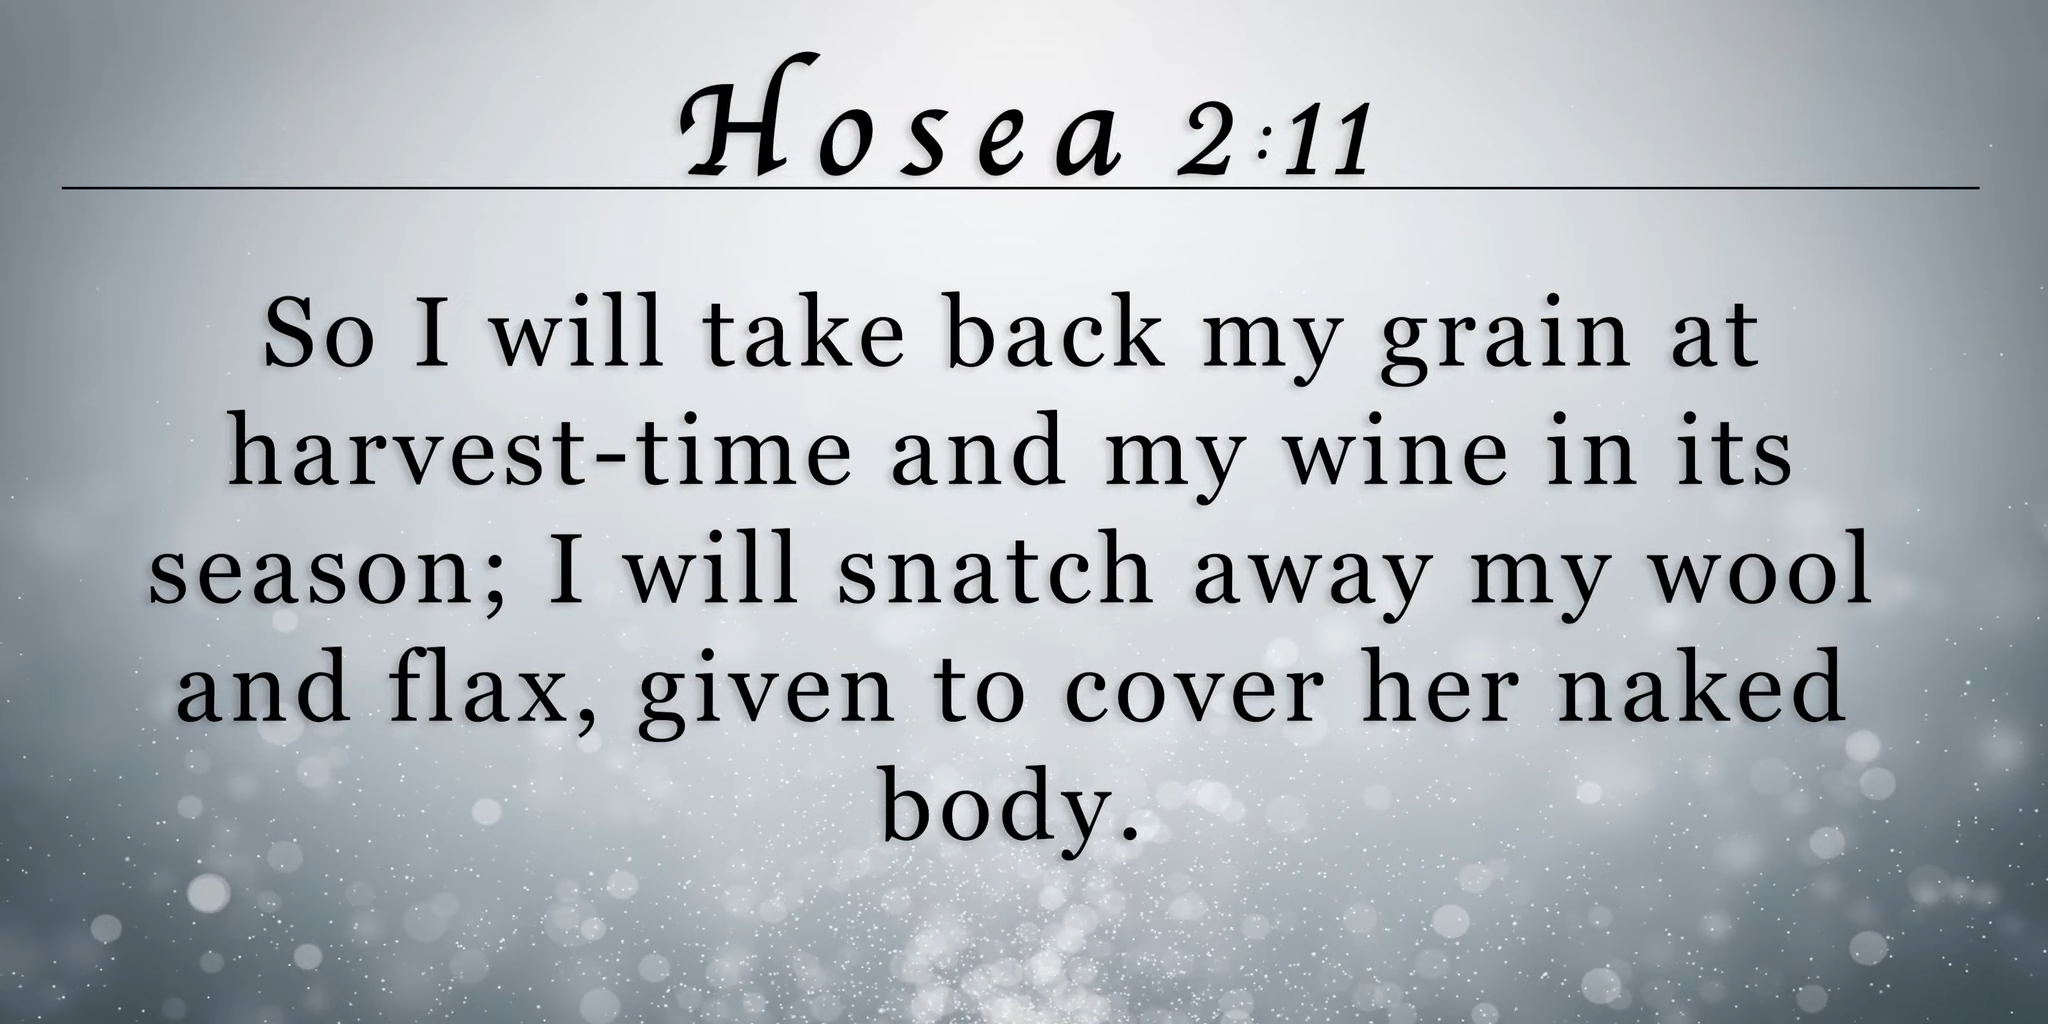 Hosea 2:11
So I will take back my grain at
harvest-time and my wine in its
season; I will snatch away my wool
and flax, given to cover her naked
body.